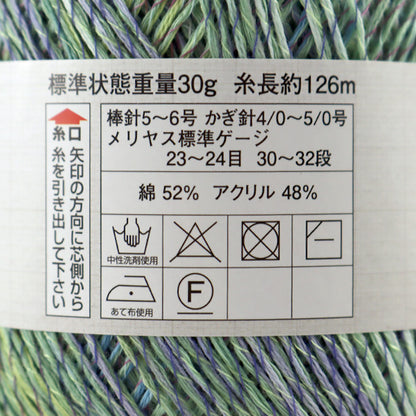 標準状態重量30g 糸長約126m
棒針5～6号 かぎ針4/0～5/0号
メリヤス標準ゲージ
23～24目 30～32段
綿 52% アクリル 48%
中性洗剤使用
あて布使用
F
糸口
矢印の方向に芯側から
糸を引き出して下さい